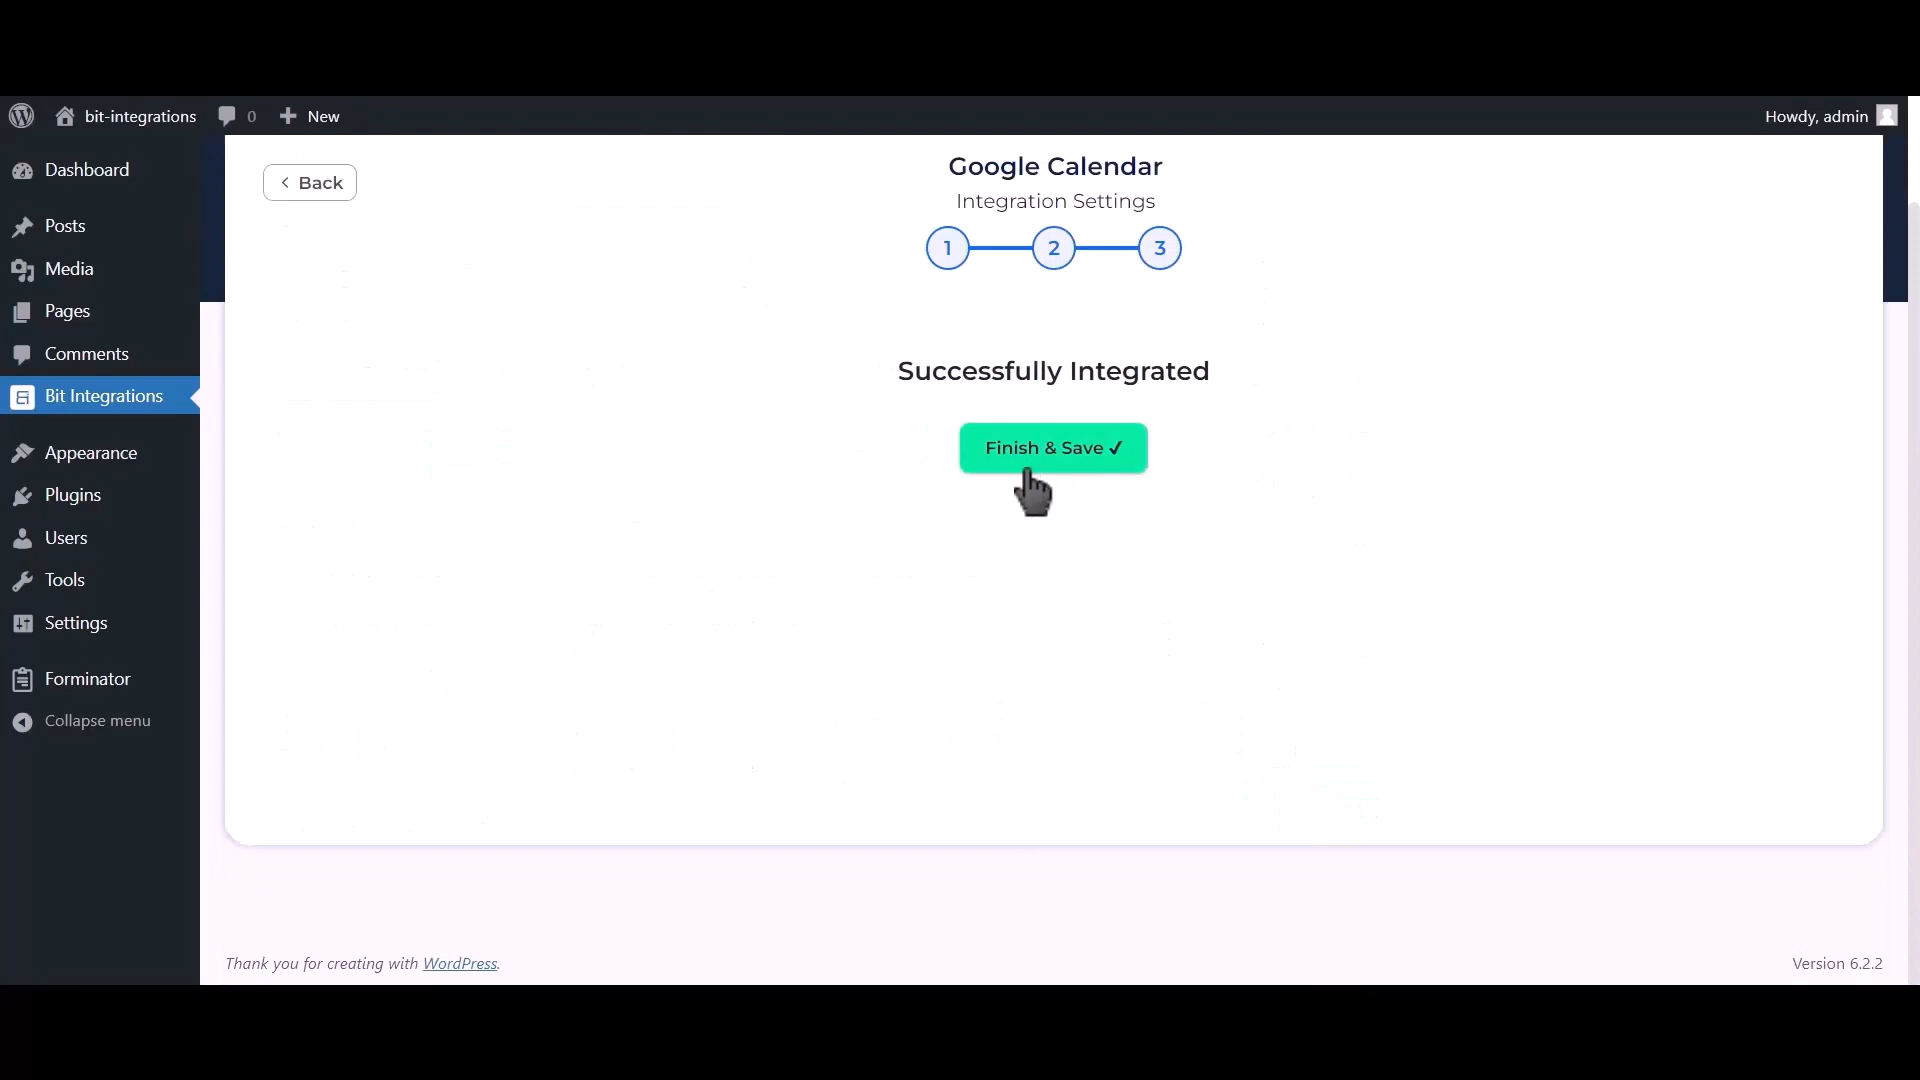 bit-integrations
0
New
Howdy, admin
Dashboard
Posts
Media
Pages
Comments
Bit Integrations
Appearance
Plugins
Users
Tools
Settings
Forminator
Collapse menu
Back
Google Calendar
Integration Settings
1 2 3
Successfully Integrated
Finish & Save ✓
Thank you for creating with WordPress.
Version 6.2.2